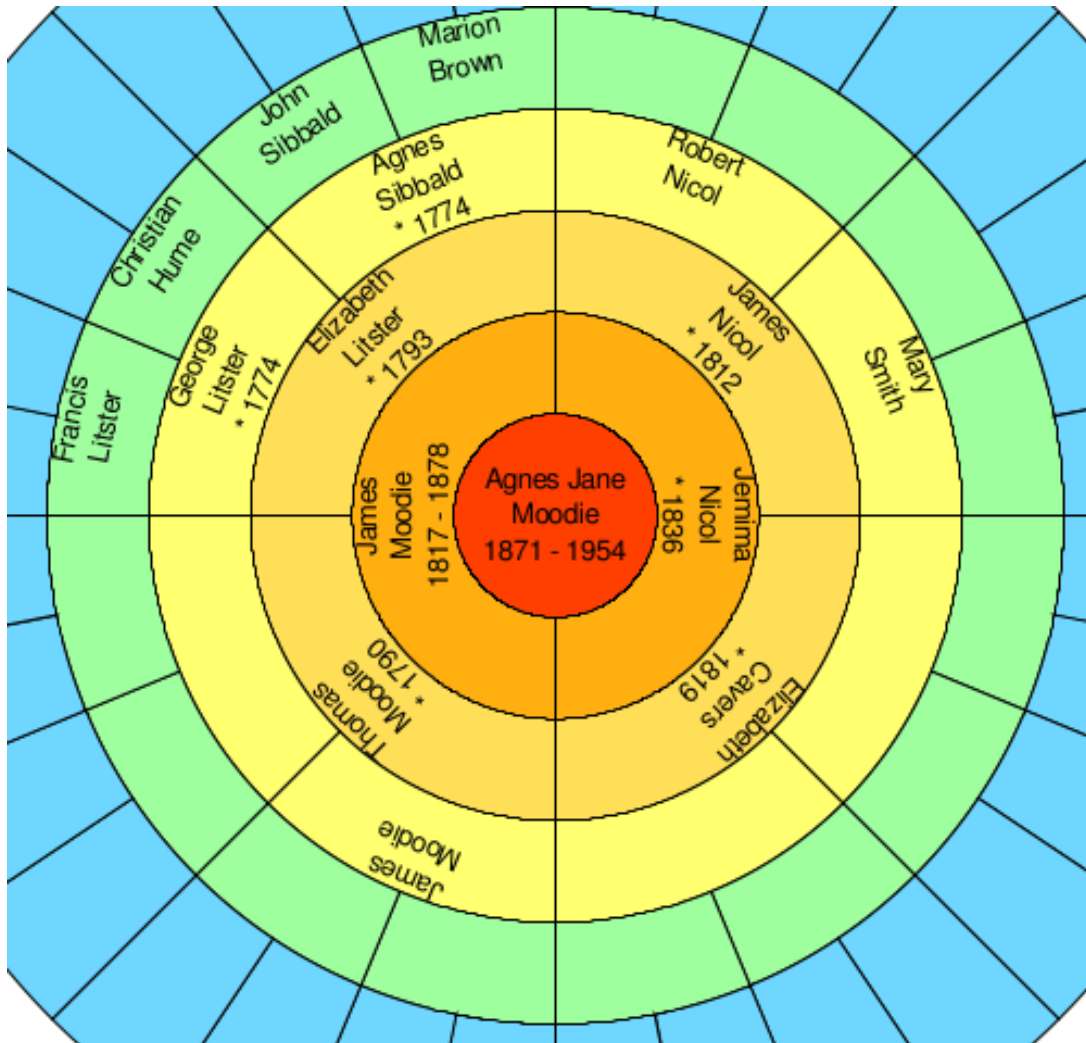 Marion
Brown
John
Sibbald
Agnes
Sibbald
* 1774
Robert
Nicol
Christian
Hume
Elizabeth
Litster
* 1793
James
Nicol
* 1812
George
Litster
* 1774
Mary
Smith
Francis
Litster
James
Moodie
1817 - 1878
Agnes Jane
Moodie
1871 - 1954
Jemima
Nicol
* 1836
Thomas
Moodie
* 1790
Elizabeth
Cavers
* 1819
James
Moodie